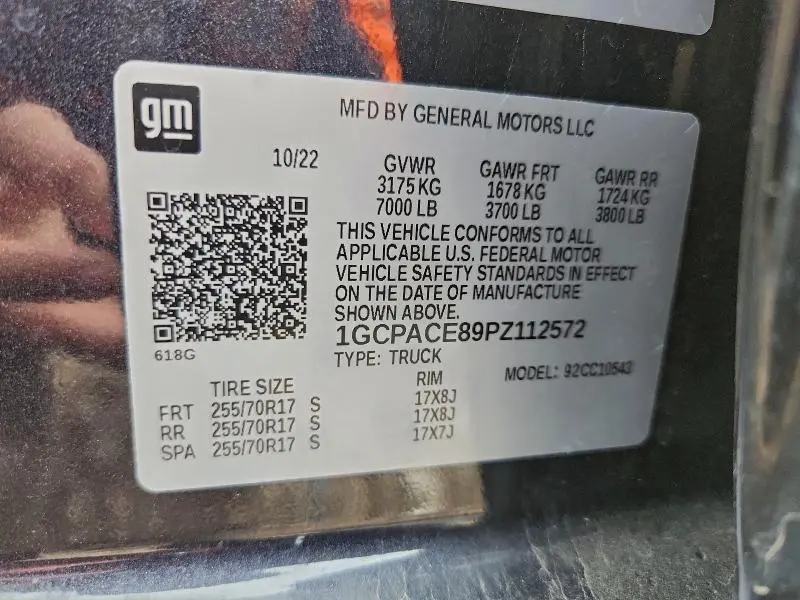 gm
MFD BY GENERAL MOTORS LLC
10/22 GVWR GAWR FRT GAWR RR
3175 KG 1678 KG 1724 KG
7000 LB 3700 LB 3800 LB
THIS VEHICLE CONFORMS TO ALL
APPLICABLE U.S. FEDERAL MOTOR
VEHICLE SAFETY STANDARDS IN EFFECT
ON THE DATE OF MANUFACTURE
SHOWN ABOVE.
1GCPACE89PZ112572
618G
TYPE: TRUCK
MODEL: 92CC10543
TIRE SIZE RIM
FRT 255/70R17 S 17X8J
RR 255/70R17 S 17X8J
SPA 255/70R17 S 17X7J